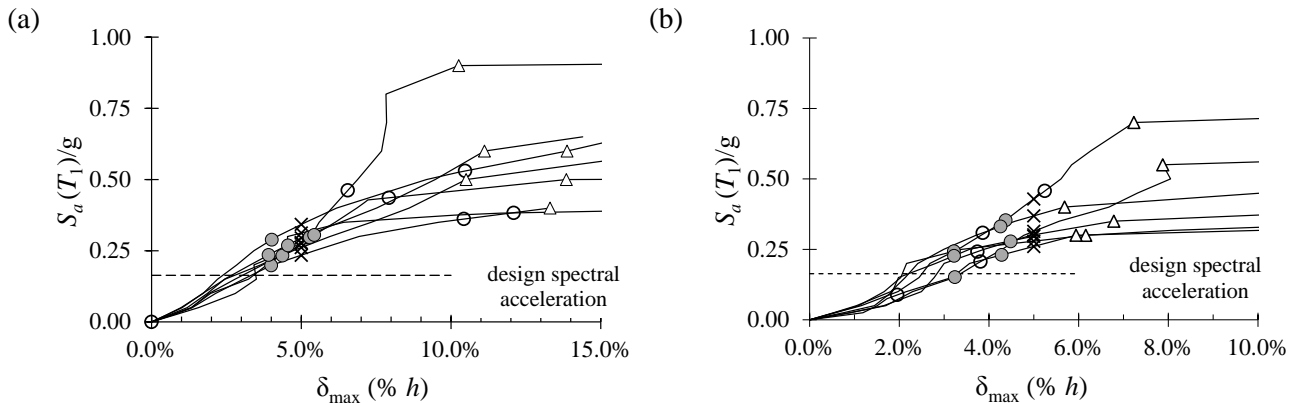 (a)
1.00
0.75
0.50
0.25
0.00
S_a (T_1)/g
0.0%
5.0%
10.0%
15.0%
δ_max (% h)
design spectral
acceleration
(b)
1.00
0.75
0.50
0.25
0.00
S_a (T_1)/g
0.0%
2.0%
4.0%
6.0%
8.0%
10.0%
δ_max (% h)
design spectral
acceleration